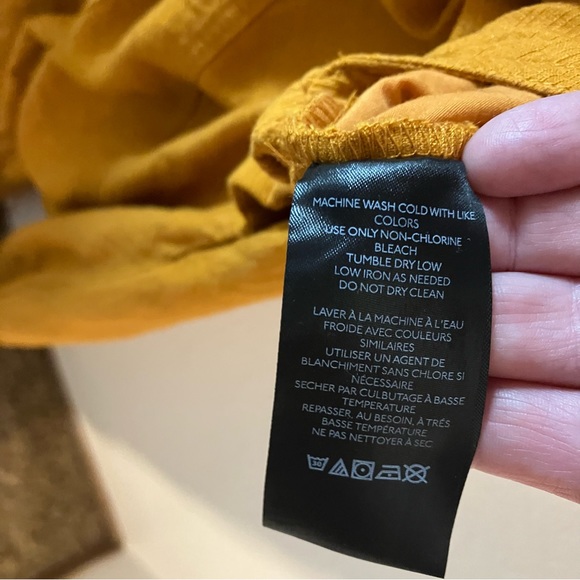 MACHINE WASH COLD WITH LIKE
COLORS
USE ONLY NON-CHLORINE
BLEACH
TUMBLE DRY LOW
LOW IRON AS NEEDED
DO NOT DRY CLEAN
LAVER À LA MACHINE À L'EAU
FROIDE AVEC COULEURS
SIMILAIRES
UTILISER UN AGENT DE
BLANCHIMENT SANS CHLORE SI
NÉCESSAIRE
SECHER PAR CULBUTAGE À BASSE
TEMPERATURE
REPASSER, AU BESOIN, À TRÉS
BASSE TEMPÉRATURE
NE PAS NETTOYER À SEC
30